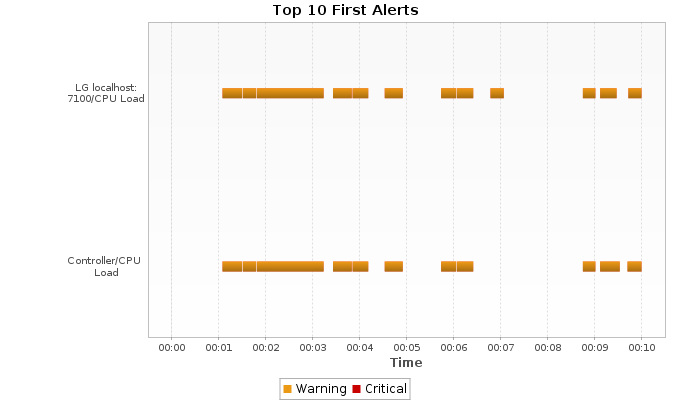 Top 10 First Alerts
LG localhost:
7100/CPU Load
Controller/CPU
Load
00:00 00:01 00:02 00:03 00:04 00:05 00:06 00:07 00:08 00:09 00:10
Time
Warning Critical